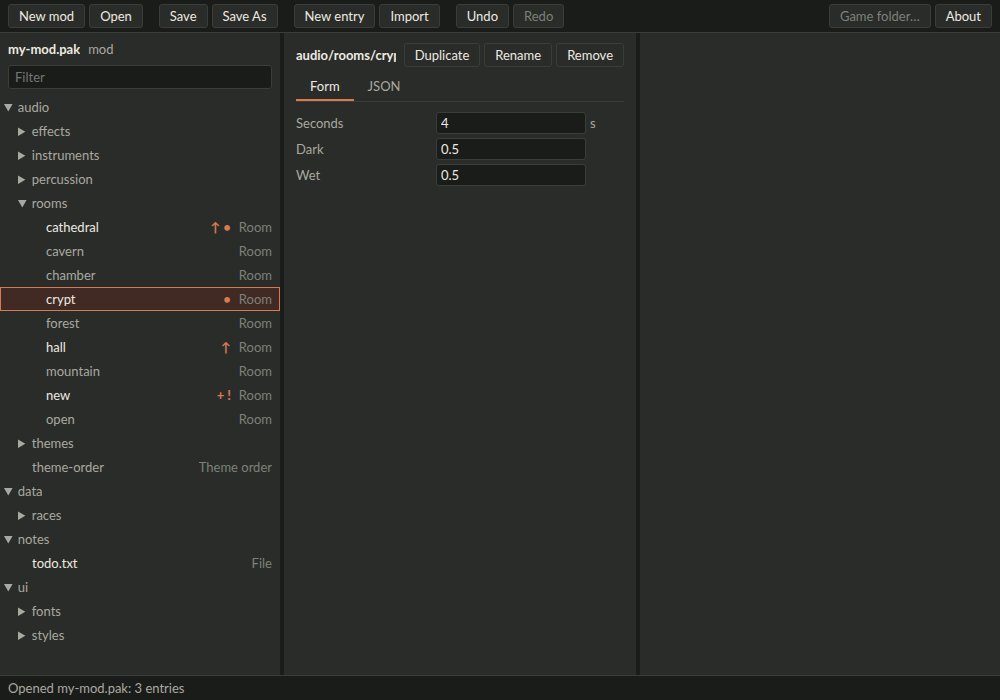 New mod Open Save Save As New entry Import Undo Redo Game folder... About
my-mod.pak mod
Filter
audio
effects
instruments
percussion
rooms
cathedral ↑ • Room
cavern Room
chamber Room
crypt • Room
forest Room
hall ↑ Room
mountain Room
new + ! Room
open Room
themes
theme-order Theme order
data
races
notes
todo.txt File
ui
fonts
styles
audio/rooms/cry Duplicate Rename Remove
Form JSON
Seconds 4 s
Dark 0.5
Wet 0.5
Opened my-mod.pak: 3 entries